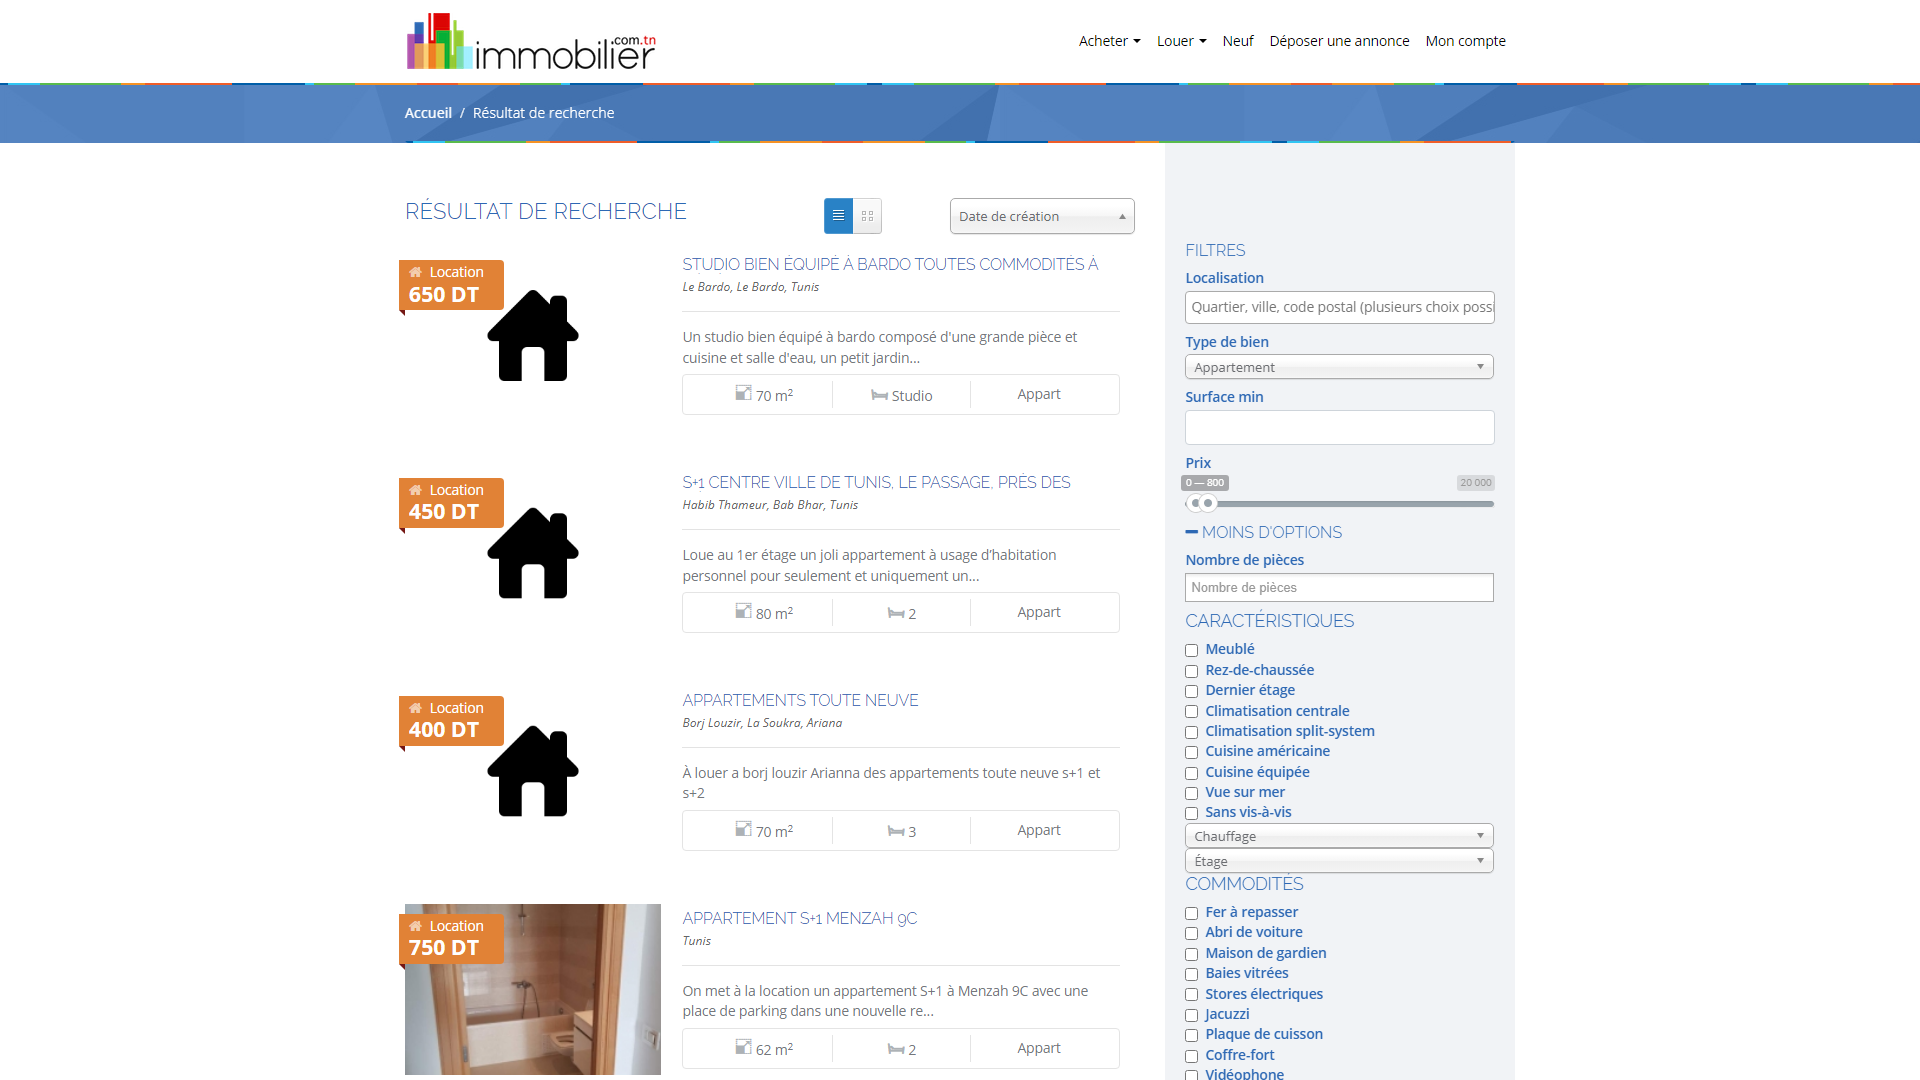 immobilier
.com.tn
Acheter
Louer
Neuf
Déposer une annonce
Mon compte
Accueil / Résultat de recherche
RÉSULTAT DE RECHERCHE
Date de création
Location
650 DT
STUDIO BIEN ÉQUIPÉ À BARDO TOUTES COMMODITÉS À
Le Bardo, Le Bardo, Tunis
Un studio bien équipé à bardo composé d'une grande pièce et
cuisine et salle d'eau, un petit jardin...
70 m²
Studio
Appart
Location
450 DT
S+1 CENTRE VILLE DE TUNIS, LE PASSAGE, PRÈS DES
Habib Thameur, Bab Bhar, Tunis
Loue au 1er étage un joli appartement à usage d’habitation
personnel pour seulement et uniquement un...
80 m²
2
Appart
Location
400 DT
APPARTEMENTS TOUTE NEUVE
Borj Louzir, La Soukra, Ariana
À louer a borj louzir Arianna des appartements toute neuve s+1 et
s+2
70 m²
3
Appart
Location
750 DT
APPARTEMENT S+1 MENZAH 9C
Tunis
On met à la location un appartement S+1 à Menzah 9C avec une
place de parking dans une nouvelle re...
62 m²
2
Appart
FILTRES
Localisation
Quartier, ville, code postal (plusieurs choix possi
Type de bien
Appartement
Surface min
Prix
0 — 800
20 000
MOINS D'OPTIONS
Nombre de pièces
Nombre de pièces
CARACTÉRISTIQUES
Meublé
Rez-de-chaussée
Dernier étage
Climatisation centrale
Climatisation split-system
Cuisine américaine
Cuisine équipée
Vue sur mer
Sans vis-à-vis
Chauffage
Étage
COMMODITÉS
Fer à repasser
Abri de voiture
Maison de gardien
Baies vitrées
Stores électriques
Jacuzzi
Plaque de cuisson
Coffre-fort
Vidéophone